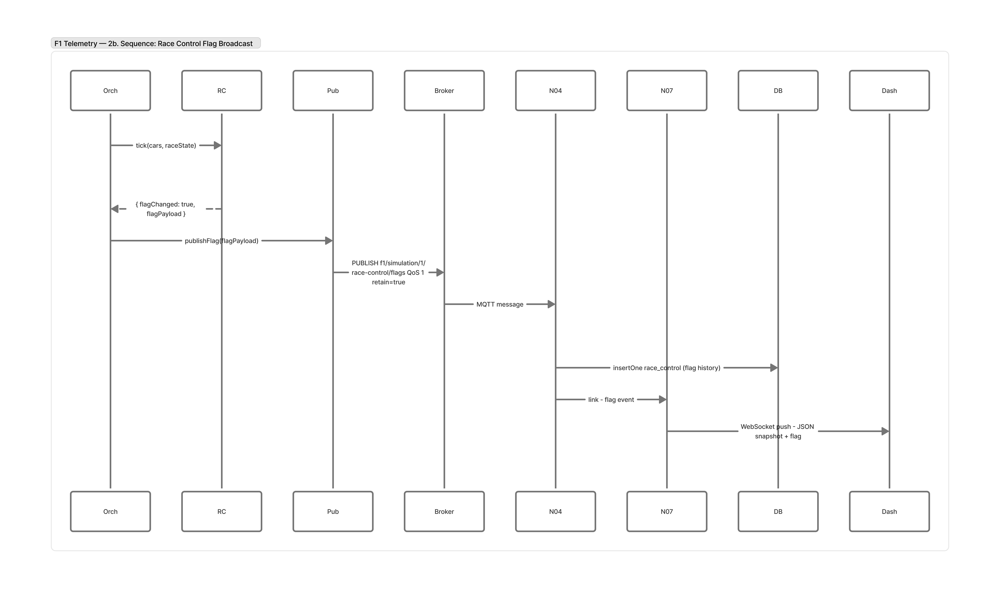 F1 Telemetry — 2b. Sequence: Race Control Flag Broadcast
Orch
RC
Pub
Broker
N04
N07
DB
Dash
tick(cars, raceState)
{ flagChanged: true,
flagPayload }
publishFlag(flagPayload)
PUBLISH f1/simulation/1/
race-control/flags QoS 1
retain=true
MQTT message
insertOne race_control (flag history)
link - flag event
WebSocket push - JSON
snapshot + flag
Orch
RC
Pub
Broker
N04
N07
DB
Dash